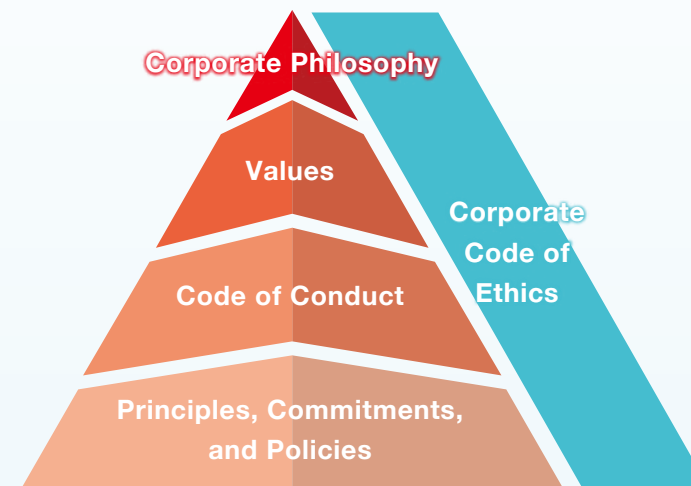 Corporate Philosophy
Values
Corporate
Code of
Ethics
Code of Conduct
Principles, Commitments,
and Policies